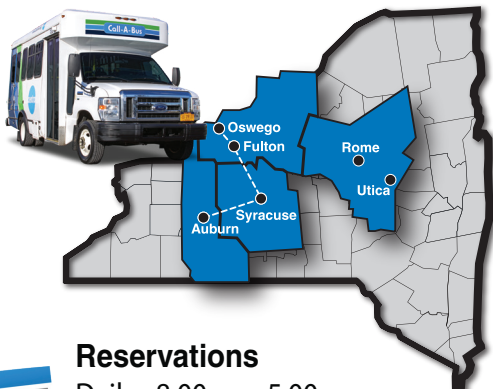 Call-A-Bus
Oswego
Fulton
Rome
Utica
Syracuse
Auburn
Reservations